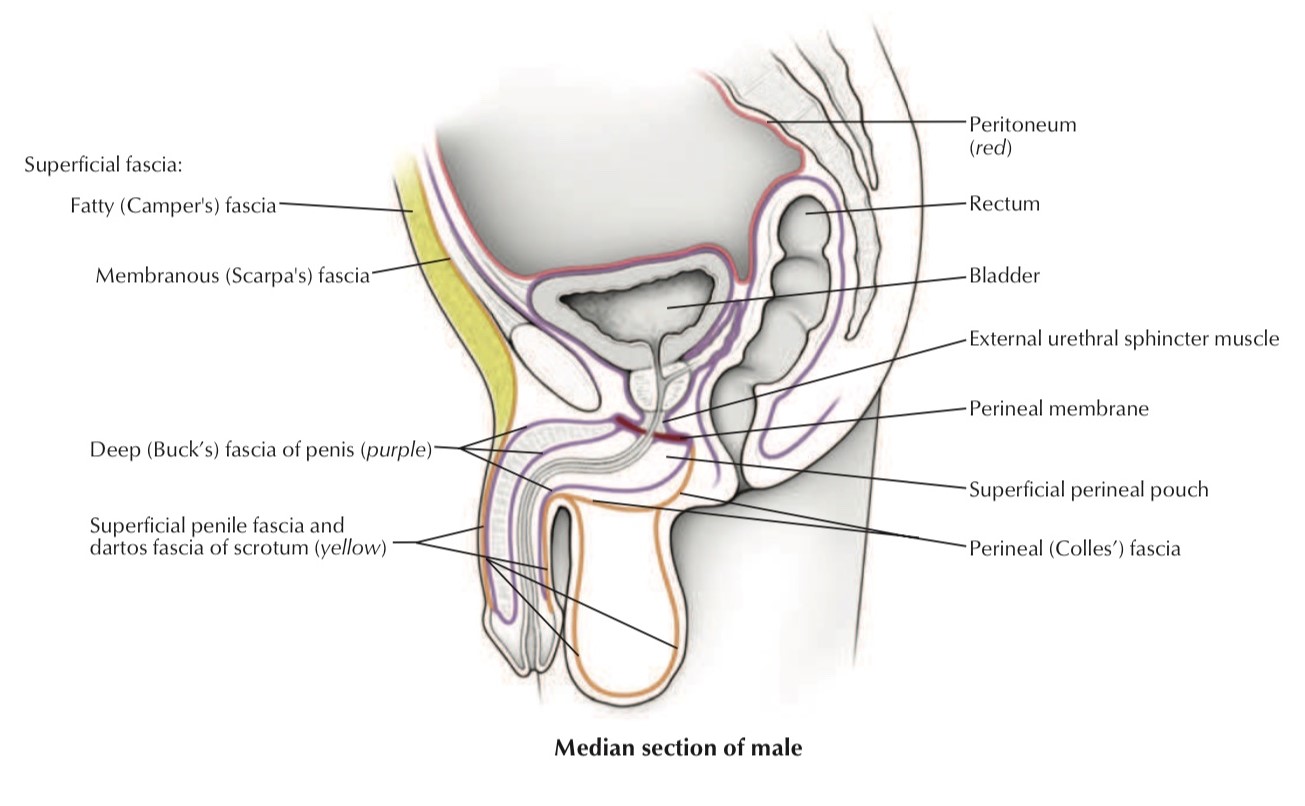 Superficial fascia:
Fatty (Camper's) fascia
Membranous (Scarpa's) fascia
Deep (Buck’s) fascia of penis (purple)
Superficial penile fascia and
dartos fascia of scrotum (yellow)
Peritoneum
(red)
Rectum
Bladder
External urethral sphincter muscle
Perineal membrane
Superficial perineal pouch
Perineal (Colles’) fascia
Median section of male